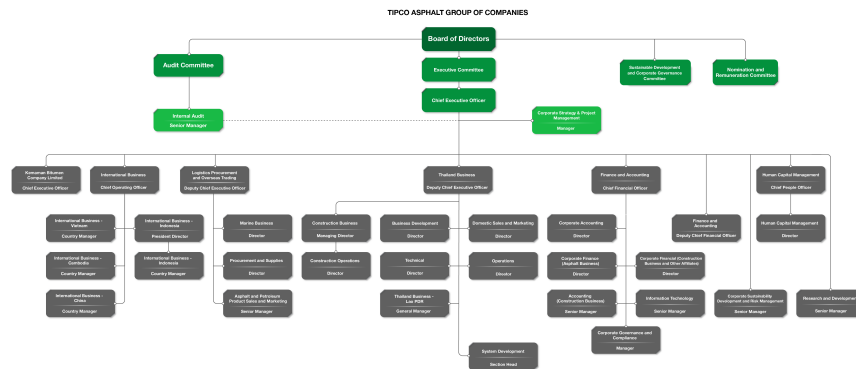 TIPCO ASPHALT GROUP OF COMPANIES
Board of Directors
Audit Committee
Executive Committee
Sustainable Development
and Corporate Governance
Committee
Nomination and
Remuneration Committee
Chief Executive Officer
Internal Audit
Senior Manager
Corporate Strategy & Project
Management
Manager
Kemaman Bitumen
Company Limited
Chief Executive Officer
International Business
Chief Operating Officer
Logistics Procurement
and Overseas Trading
Deputy Chief Executive Officer
Thailand Business
Deputy Chief Executive Officer
Finance and Accounting
Chief Financial Officer
Human Capital Management
Chief People Officer
International Business -
Vietnam
Country Manager
International Business -
Indonesia
President Director
Marine Business
Director
Construction Business
Managing Director
Business Development
Director
Domestic Sales and Marketing
Director
Corporate Accounting
Director
Finance and
Accounting
Deputy Chief Financial Officer
Human Capital Management
Director
International Business -
Cambodia
Country Manager
International Business -
Indonesia
Country Manager
Procurement and Supplies
Director
Construction Operations
Director
Technical
Director
Operations
Director
Corporate Finance
(Asphalt Business)
Director
Corporate Financial (Constructive
Business and Other Affiliates)
Director
International Business -
China
Country Manager
Asphalt and Petroleum
Product Sales and Marketing
Senior Manager
Thailand Business -
Lao PDR
General Manager
Accounting
(Construction Business)
Senior Manager
Information Technology
Senior Manager
Corporate Sustainability
Development and Risk Management
Senior Manager
Research and Development
Senior Manager
Corporate Governance and
Compliance
Manager
System Development
Section Head